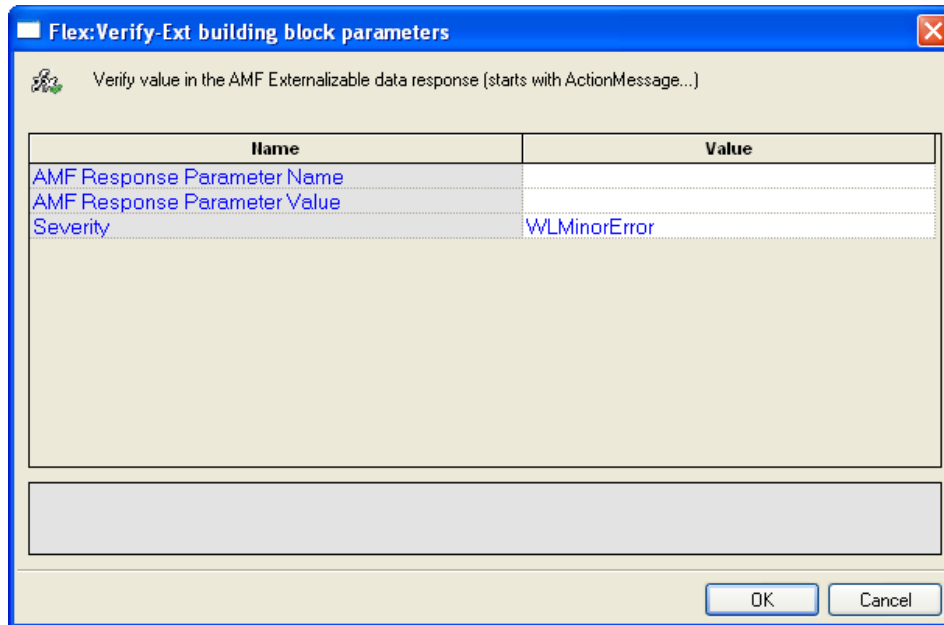 Flex:Verify-Ext building block parameters
Verify value in the AMF Externalizable data response (starts with ActionMessage...)
Name Value
AMF Response Parameter Name
AMF Response Parameter Value
Severity WLMinorError
OK Cancel